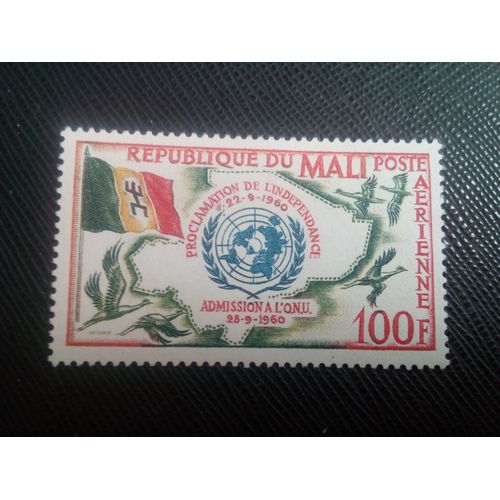 REPUBLIQUE DU MALI POSTE
AERIENNE
PROCLAMATION DE L'INDEPENDANCE
22-9-1960
ADMISSION A L'O.N.U.
28-9-1960
100F